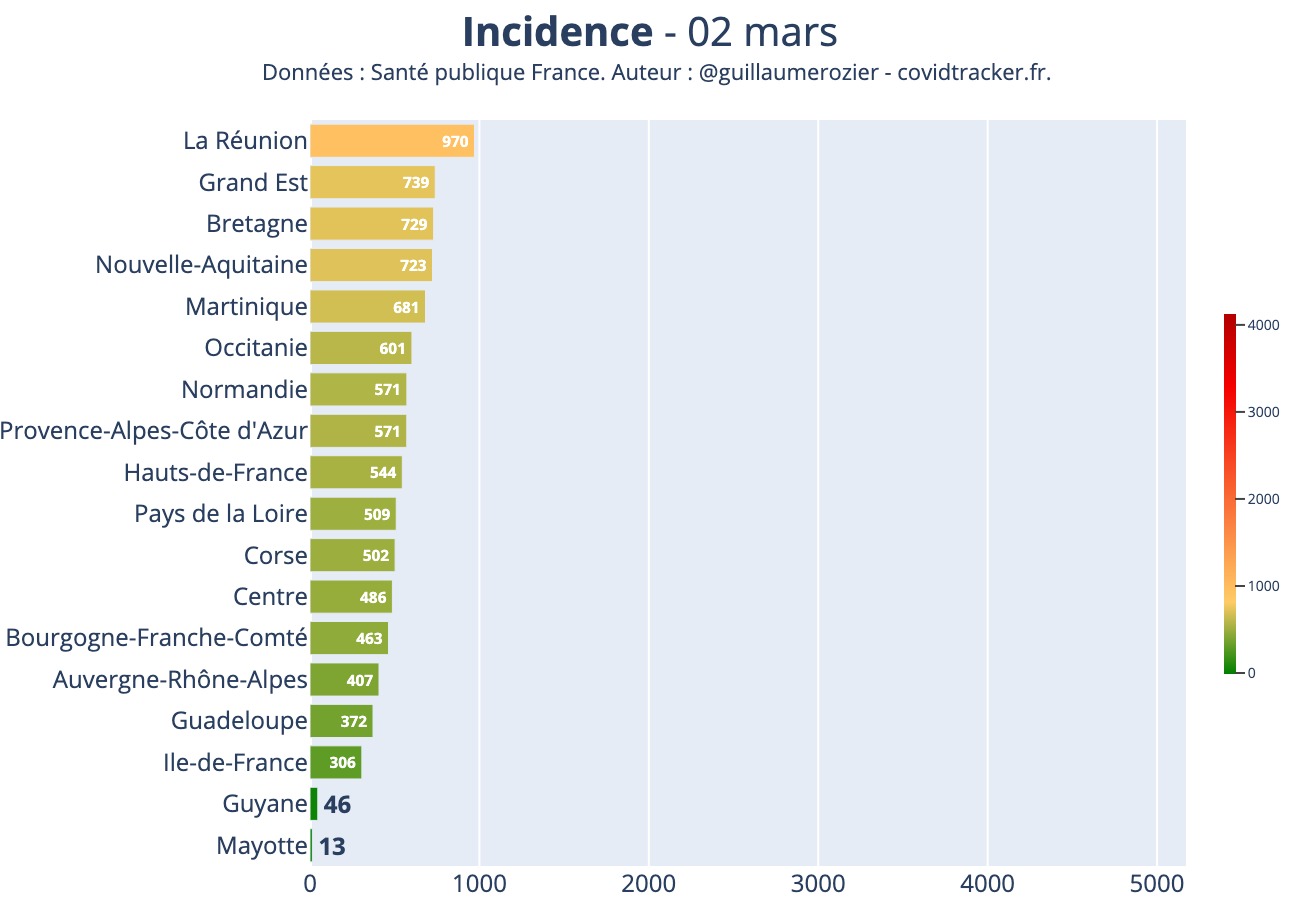 Incidence - 02 mars
Données : Santé publique France. Auteur : @guillaumerozier - covidtracker.fr.
La Réunion 970
Grand Est 739
Bretagne 729
Nouvelle-Aquitaine 723
Martinique 681
Occitanie 601
Normandie 571
Provence-Alpes-Côte d'Azur 571
Hauts-de-France 544
Pays de la Loire 509
Corse 502
Centre 486
Bourgogne-Franche-Comté 463
Auvergne-Rhône-Alpes 407
Guadeloupe 372
Ile-de-France 306
Guyane 46
Mayotte 13
0 1000 2000 3000 4000 5000
4000
3000
2000
1000
0